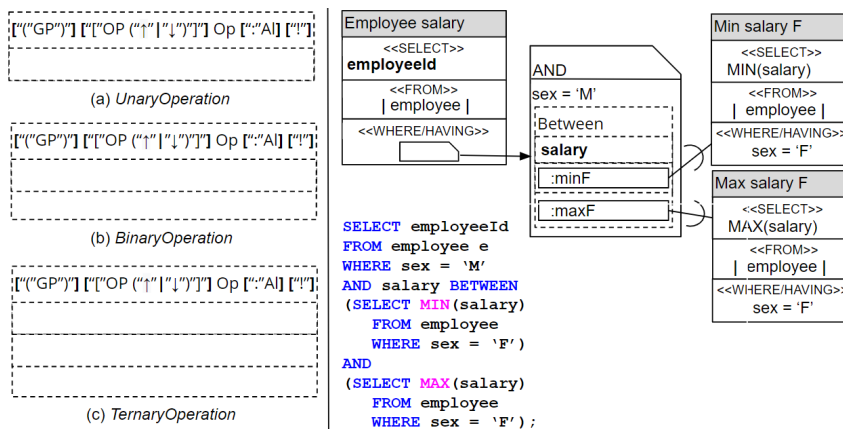 ["("GP")"] ["["OP ("↑"|"↓")"]"] Op [":"Al] ["!"]
(a) UnaryOperation
["("GP")"] ["["OP ("↑"|"↓")"]"] Op [":"Al] ["!"]
(b) BinaryOperation
["("GP")"] ["["OP ("↑"|"↓")"]"] Op [":"Al] ["!"]
(c) TernaryOperation
Employee salary
<<SELECT>>
employeeId
<<FROM>>
| employee |
<<WHERE/HAVING>>
AND
sex = ‘M’
Between
salary
:minF
:maxF
Min salary F
<<SELECT>>
MIN(salary)
<<FROM>>
| employee |
<<WHERE/HAVING>>
sex = ‘F’
Max salary F
<<SELECT>>
MAX(salary)
<<FROM>>
| employee |
<<WHERE/HAVING>>
sex = ‘F’
SELECT employeeId
FROM employee e
WHERE sex = ‘M’
AND salary BETWEEN
(SELECT MIN(salary)
FROM employee
WHERE sex = ‘F’)
AND
(SELECT MAX(salary)
FROM employee
WHERE sex = ‘F’);